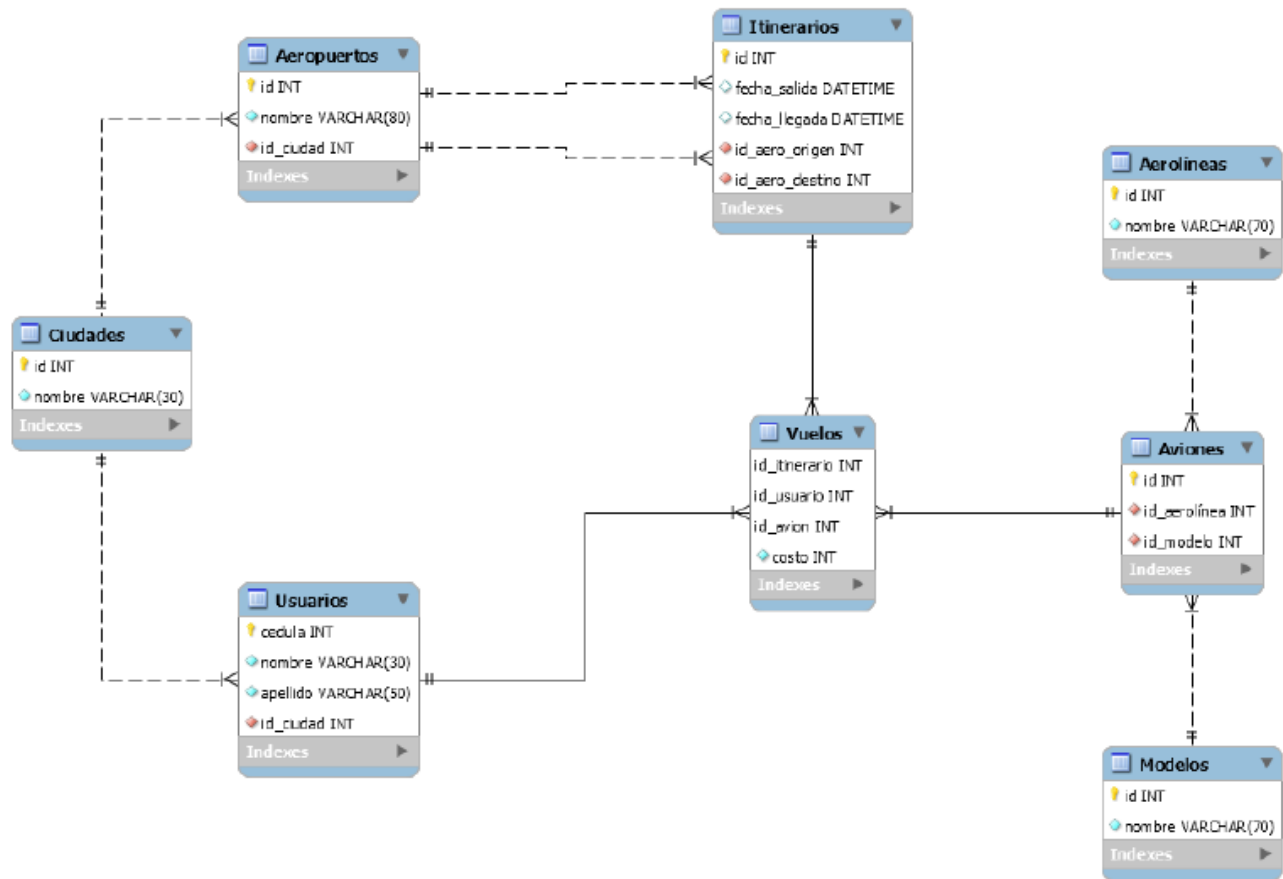 Itinerarios
id INT
fecha_salida DATETIME
fecha_llegada DATETIME
id_aero_origen INT
id_aero_destino INT
Indexes
Aeropuertos
id INT
nombre VARCHAR(80)
id_ciudad INT
Indexes
Aerolíneas
id INT
nombre VARCHAR(70)
Indexes
Ciudades
id INT
nombre VARCHAR(30)
Indexes
Vuelos
id_itinerario INT
id_usuario INT
id_avion INT
costo INT
Indexes
Aviones
id INT
id_aerolínea INT
id_modelo INT
Indexes
Usuarios
cedula INT
nombre VARCHAR(30)
apellido VARCHAR(50)
id_ciudad INT
Indexes
Modelos
id INT
nombre VARCHAR(70)